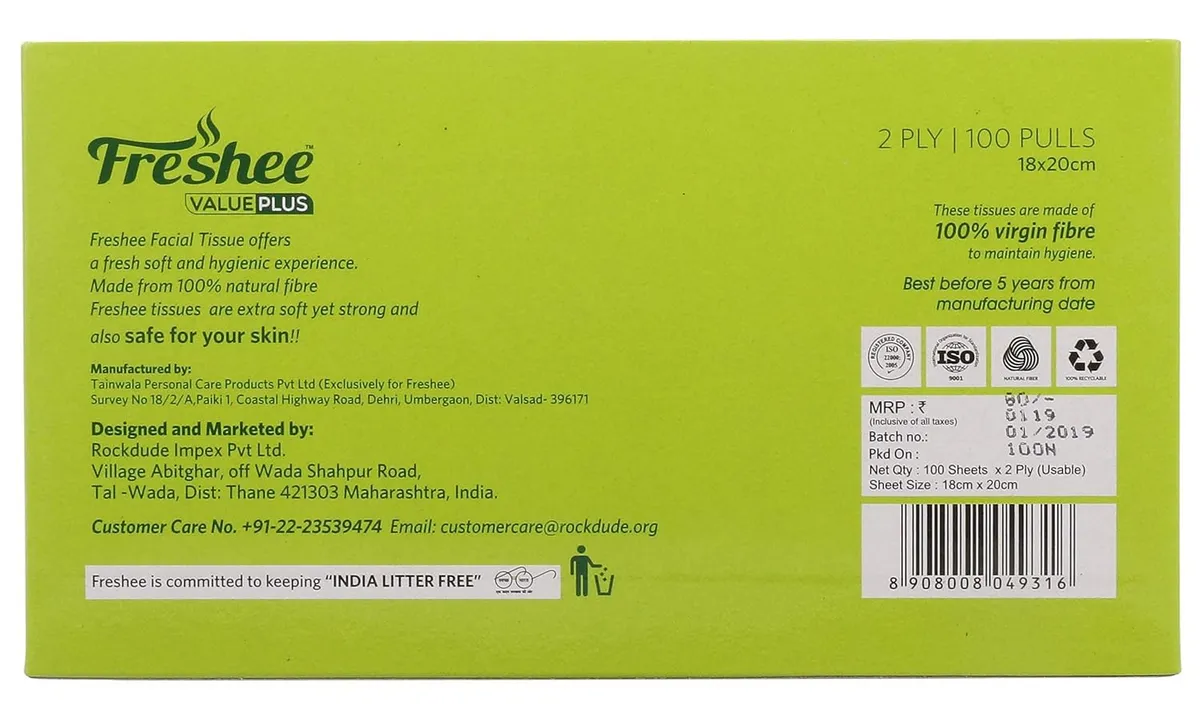 Freshee™
VALUE PLUS
Freshee Facial Tissue offers
a fresh soft and hygienic experience.
Made from 100% natural fibre
Freshee tissues are extra soft yet strong and
also safe for your skin!!
Manufactured by:
Tainwala Personal Care Products Pvt Ltd (Exclusively for Freshee)
Survey No 18/2/A,Paiki 1, Coastal Highway Road, Dehri, Umbergaon, Dist: Valsad- 396171
Designed and Marketed by:
Rockdude Impex Pvt Ltd.
Village Abitghar, off Wada Shahpur Road,
Tal -Wada, Dist: Thane 421303 Maharashtra, India.
Customer Care No. +91-22-23539474 Email: customercare@rockdude.org
Freshee is committed to keeping "INDIA LITTER FREE"
2 PLY | 100 PULLS
18x20cm
These tissues are made of
100% virgin fibre
to maintain hygiene.
Best before 5 years from
manufacturing date
REGISTERED COMPANY
ISO
22000:
2005
ISO
9001
NATURAL FIBER
100% RECYCLABLE
MRP : ₹ 80/-
(Inclusive of all taxes) 0119
Batch no.: 01/2019
Pkd On : 100N
Net Qty : 100 Sheets x 2 Ply (Usable)
Sheet Size : 18cm x 20cm
8 908008 049316